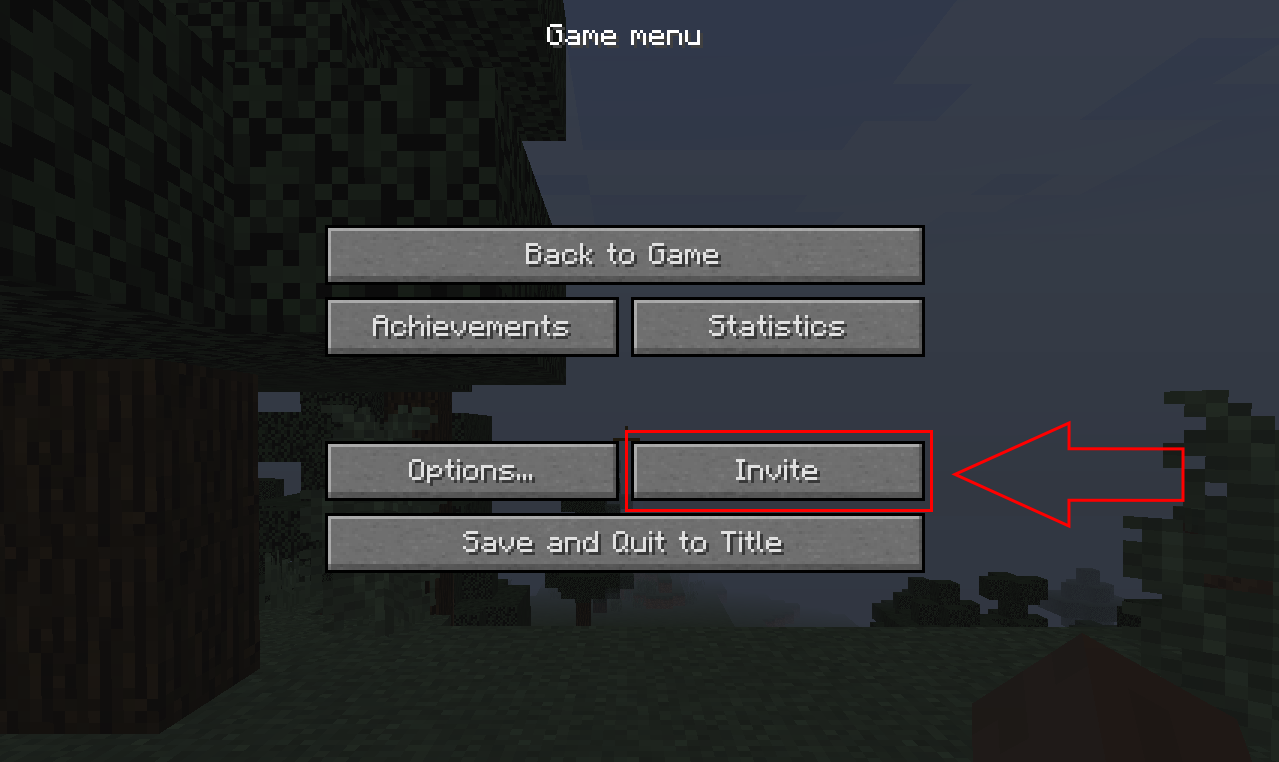 Game menu
Back to Game
Achievements
Statistics
Options...
Invite
Save and Quit to Title